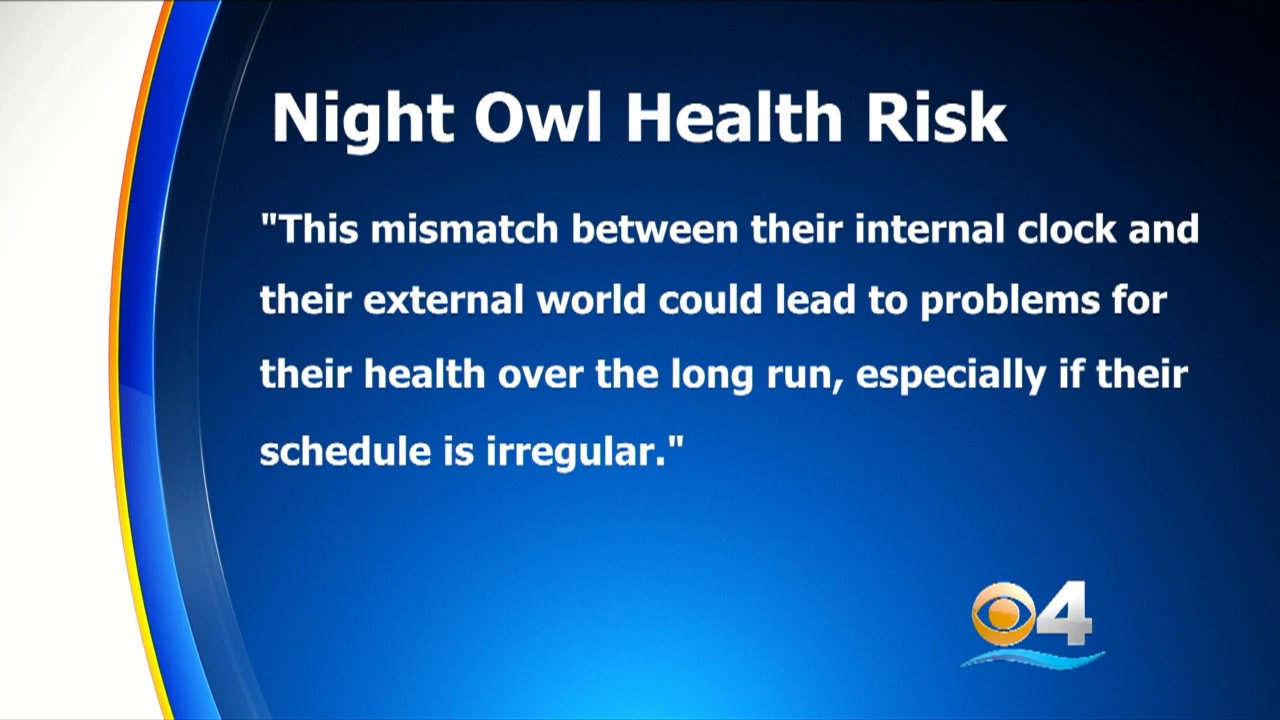 Night Owl Health Risk
"This mismatch between their internal clock and
their external world could lead to problems for
their health over the long run, especially if their
schedule is irregular."
4